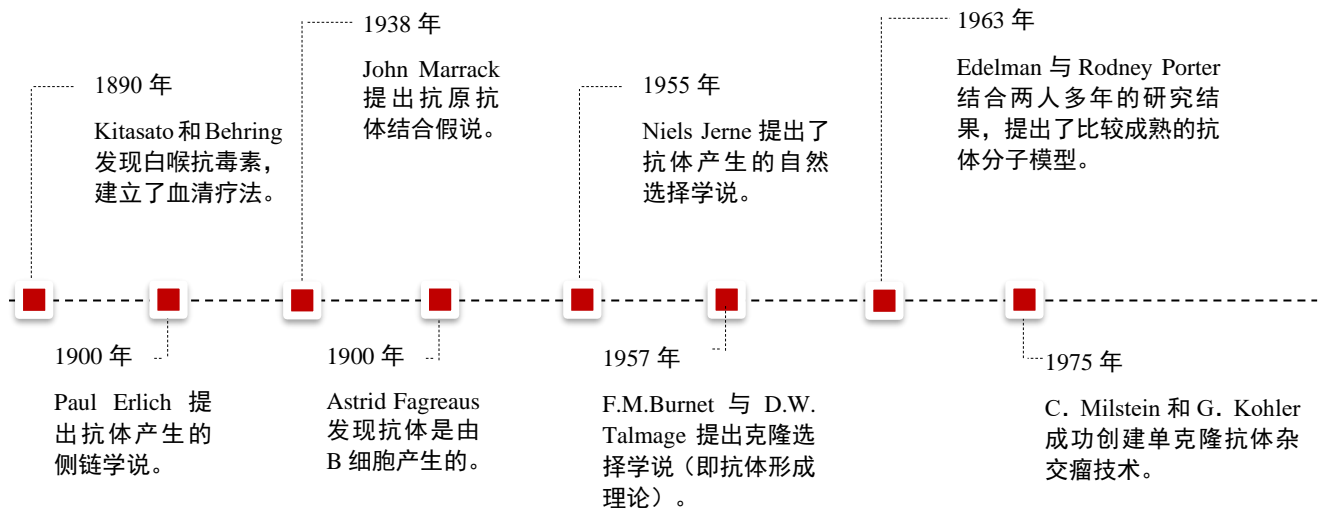 1890 年
Kitasato 和 Behring
发现白喉抗毒素，
建立了血清疗法。
1900 年
Paul Erlich 提
出抗体产生的
侧链学说。
1938 年
John Marrack
提出抗原抗
体结合假说。
1900 年
Astrid Fagreaus
发现抗体是由
B 细胞产生的。
1955 年
Niels Jerne 提出了
抗体产生的自然
选择学说。
1957 年
F.M.Burnet 与 D.W.
Talmage 提出克隆选
择学说（即抗体形成
理论）。
1963 年
Edelman 与 Rodney Porter
结合两人多年的研究结
果，提出了比较成熟的抗
体分子模型。
1975 年
C．Milstein 和 G．Kohler
成功创建单克隆抗体杂
交瘤技术。